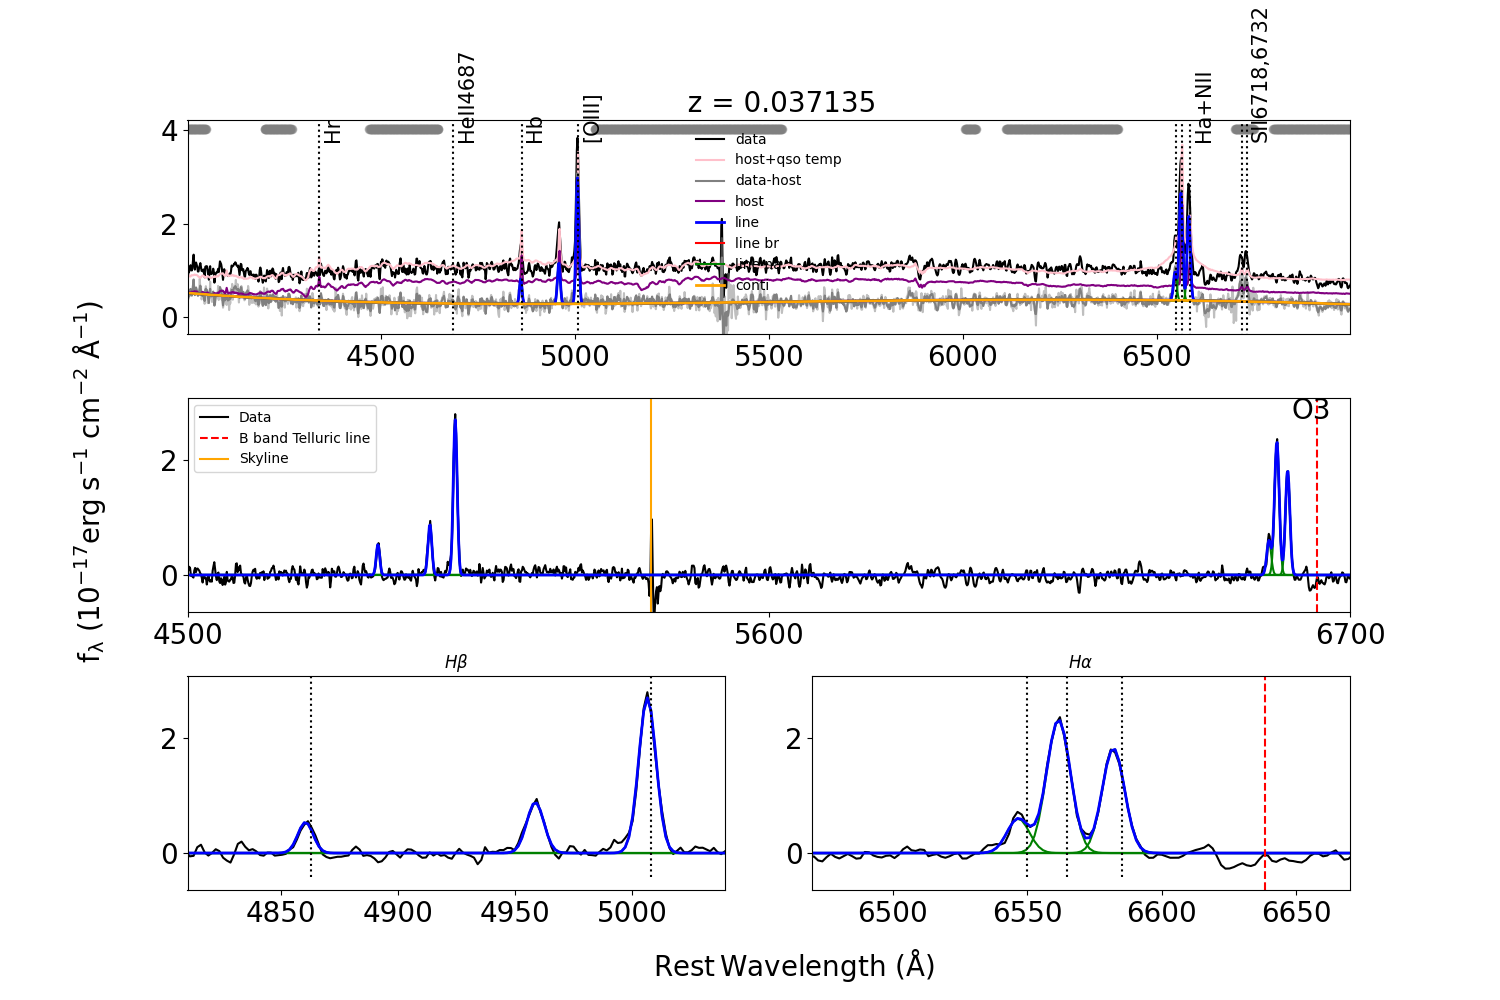 z = 0.037135
Hr
HeII4687
Hb
[OIII]
Ha+NII
SII6718,6732
data
host+qso temp
data-host
host
line
line br
conti
4
2
0
4500 5000 5500 6000 6500
fλ (10⁻¹⁷erg s⁻¹ cm⁻² Å⁻¹)
Data
B band Telluric line
Skyline
O3
2
0
4500 5600 6700
Hβ
2
0
4850 4900 4950 5000
Hα
2
0
6500 6550 6600 6650
Rest Wavelength (Å)